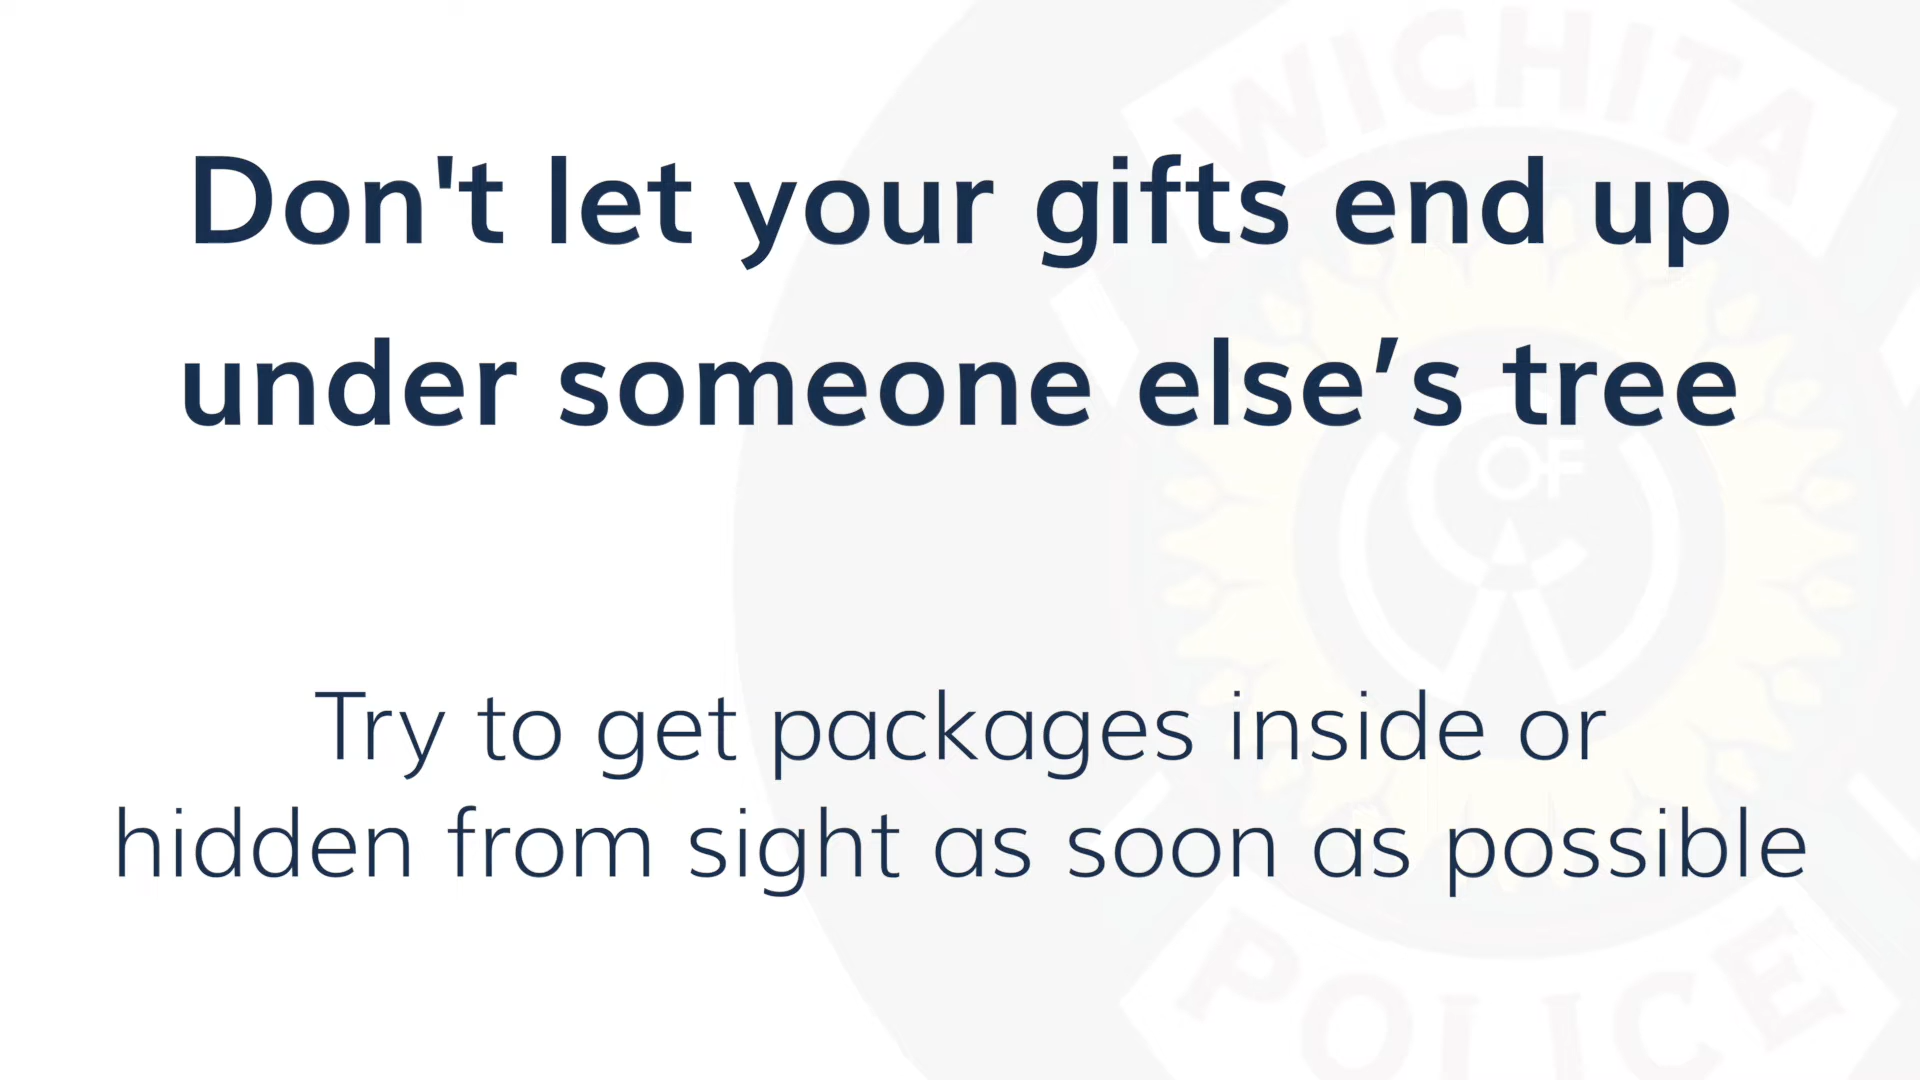 WICHITA
Don't let your gifts end up
under someone else’s tree
OF
Try to get packages inside or
hidden from sight as soon as possible
POLICE